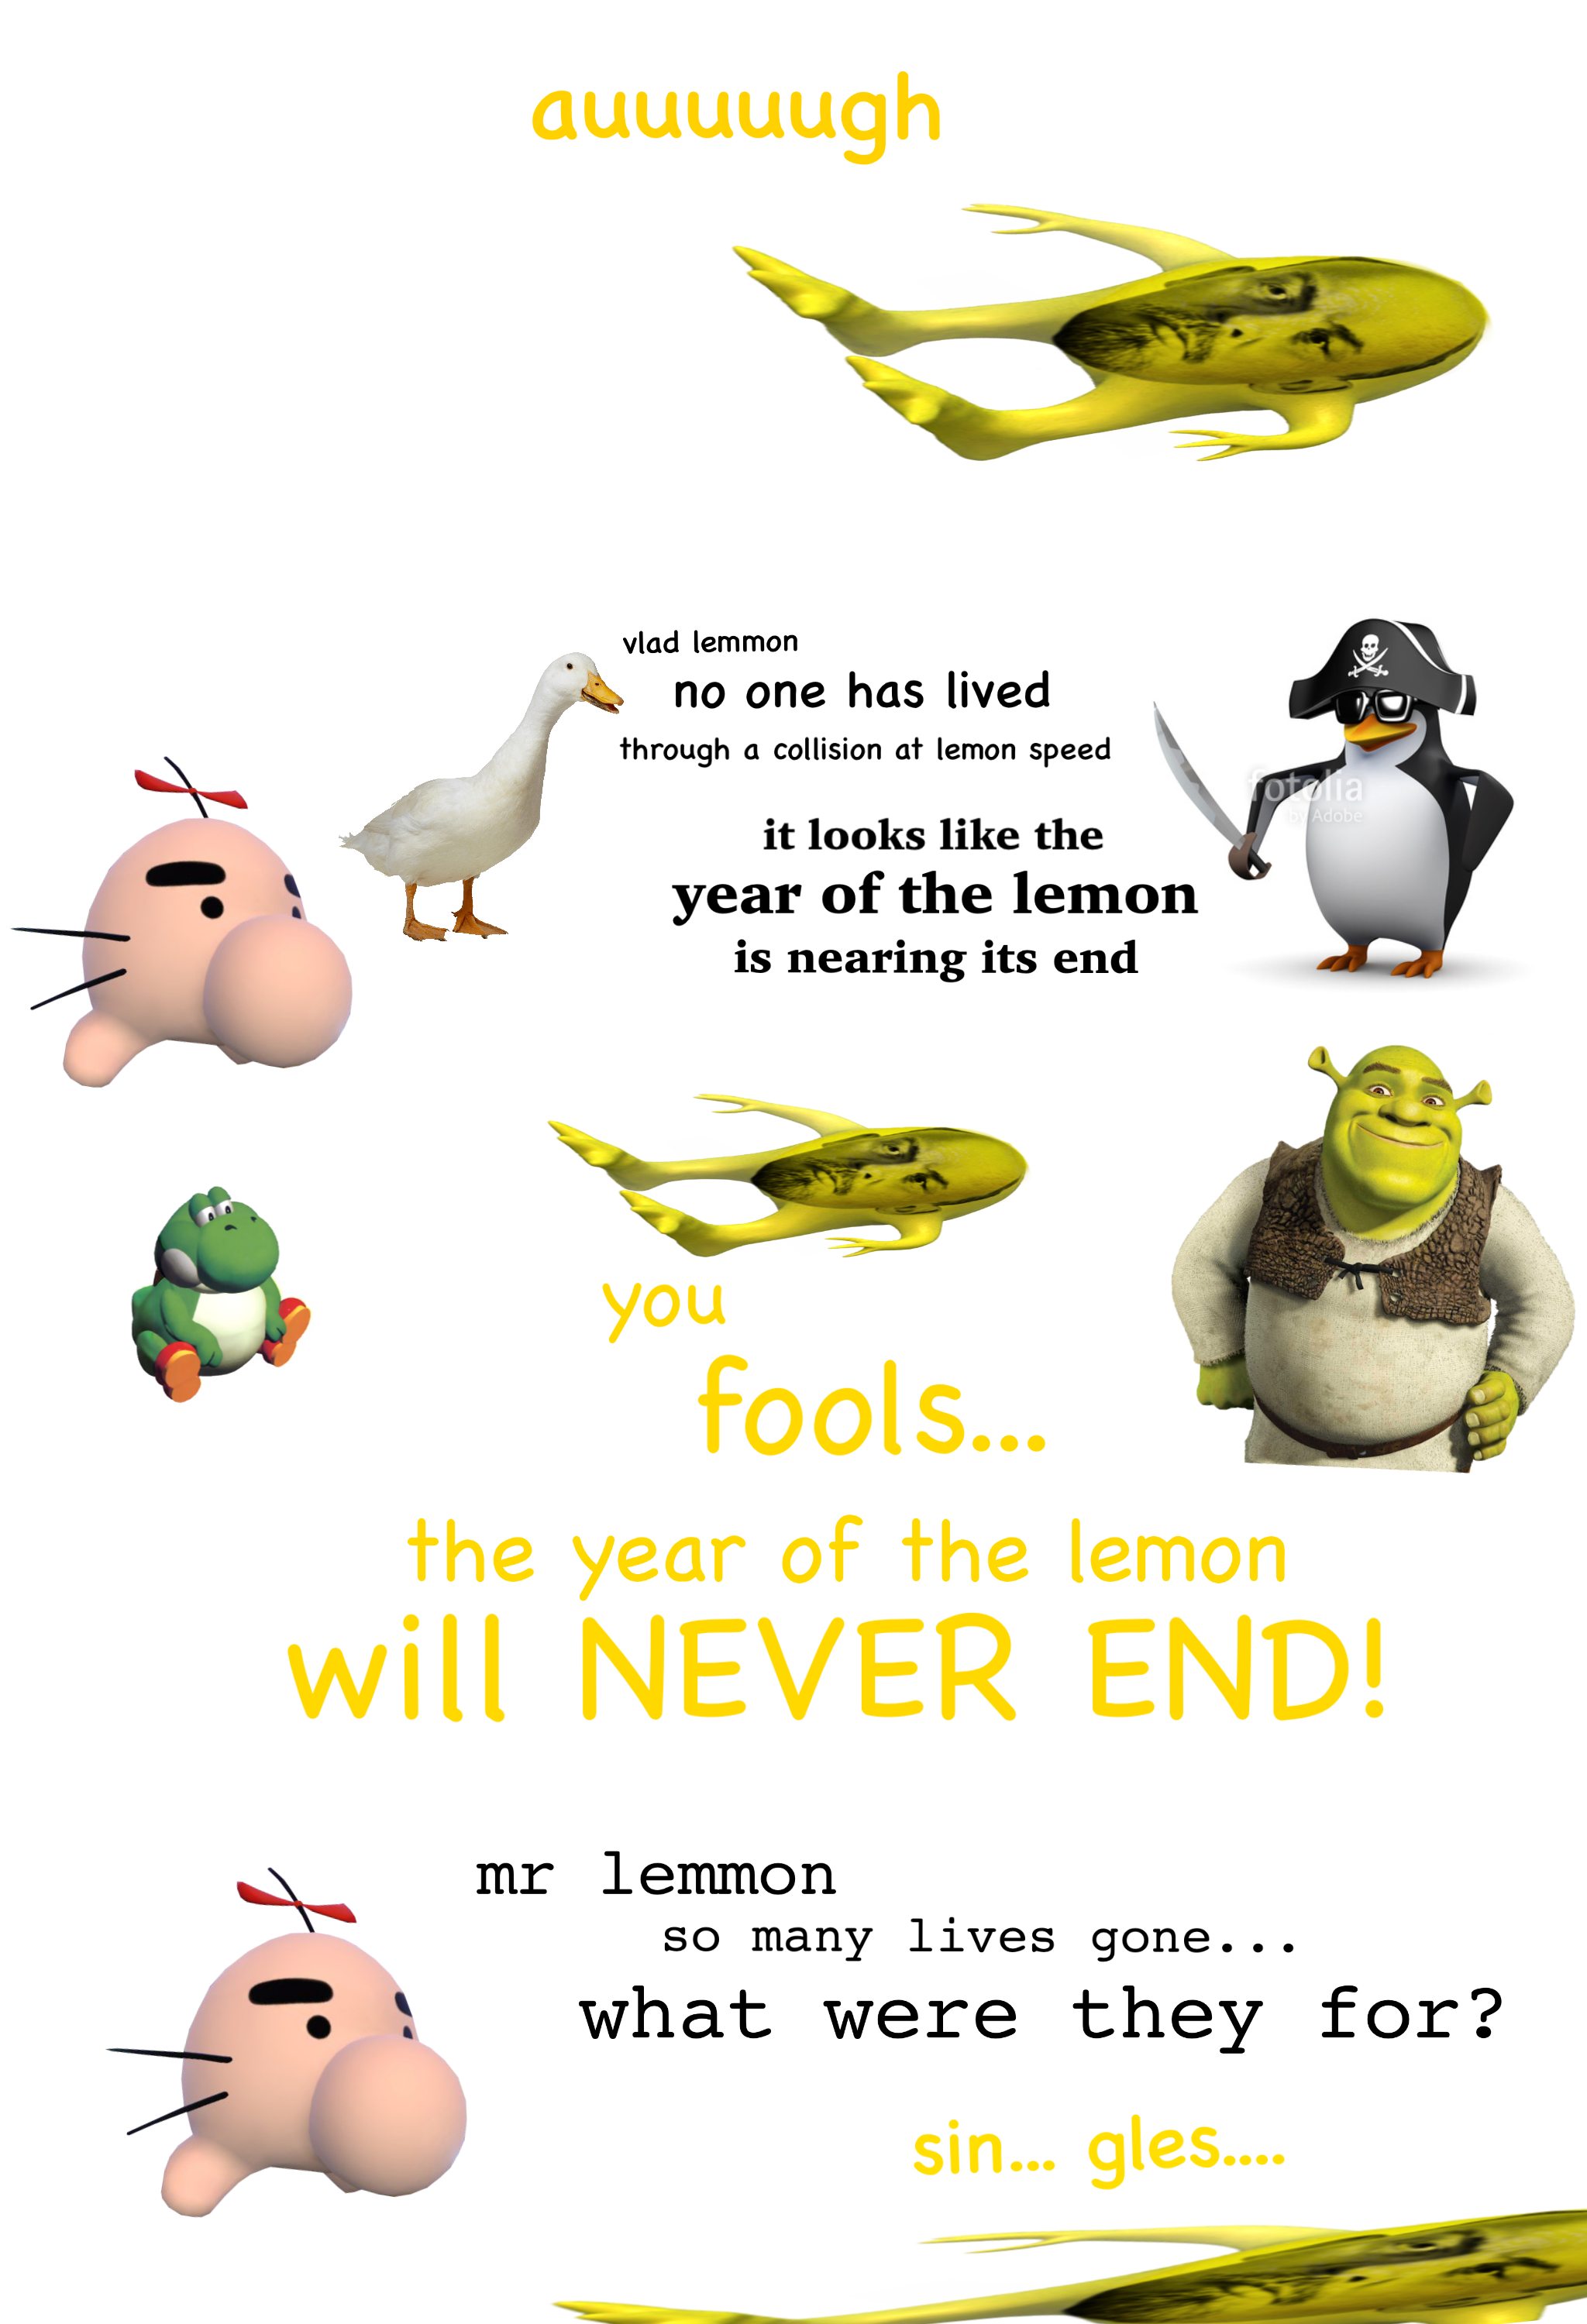 auuuuugh
vlad lemmon
no one has lived
through a collision at lemon speed
fotolia
by Adobe
it looks like the
year of the lemon
is nearing its end
you
fools...
the year of the lemon
will NEVER END!
mr lemmon
so many lives gone...
what were they for?
sin... gles....